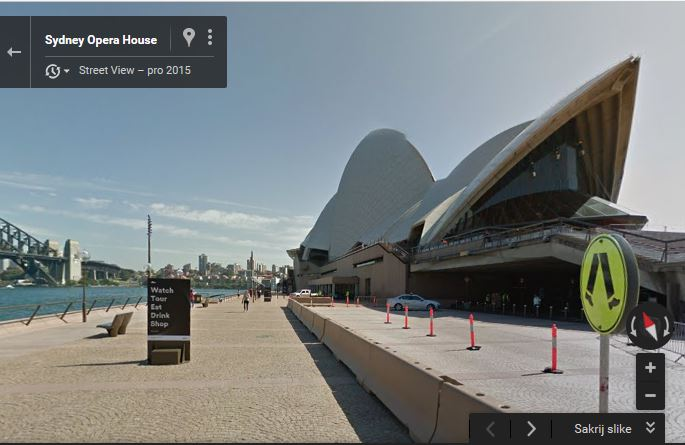 Sydney Opera House
Street View – pro 2015
Watch
Tour
Eat
Drink
Shop
Sakrij slike